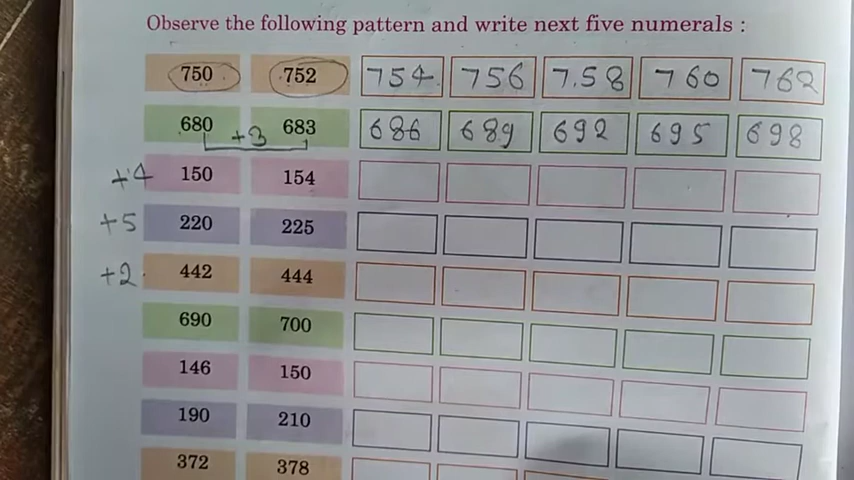 Observe the following pattern and write next five numerals :
750 752 754 756 758 760 762
680 +3 683 686 689 692 695 698
+4 150 154
+5 220 225
+2 442 444
690 700
146 150
190 210
372 378